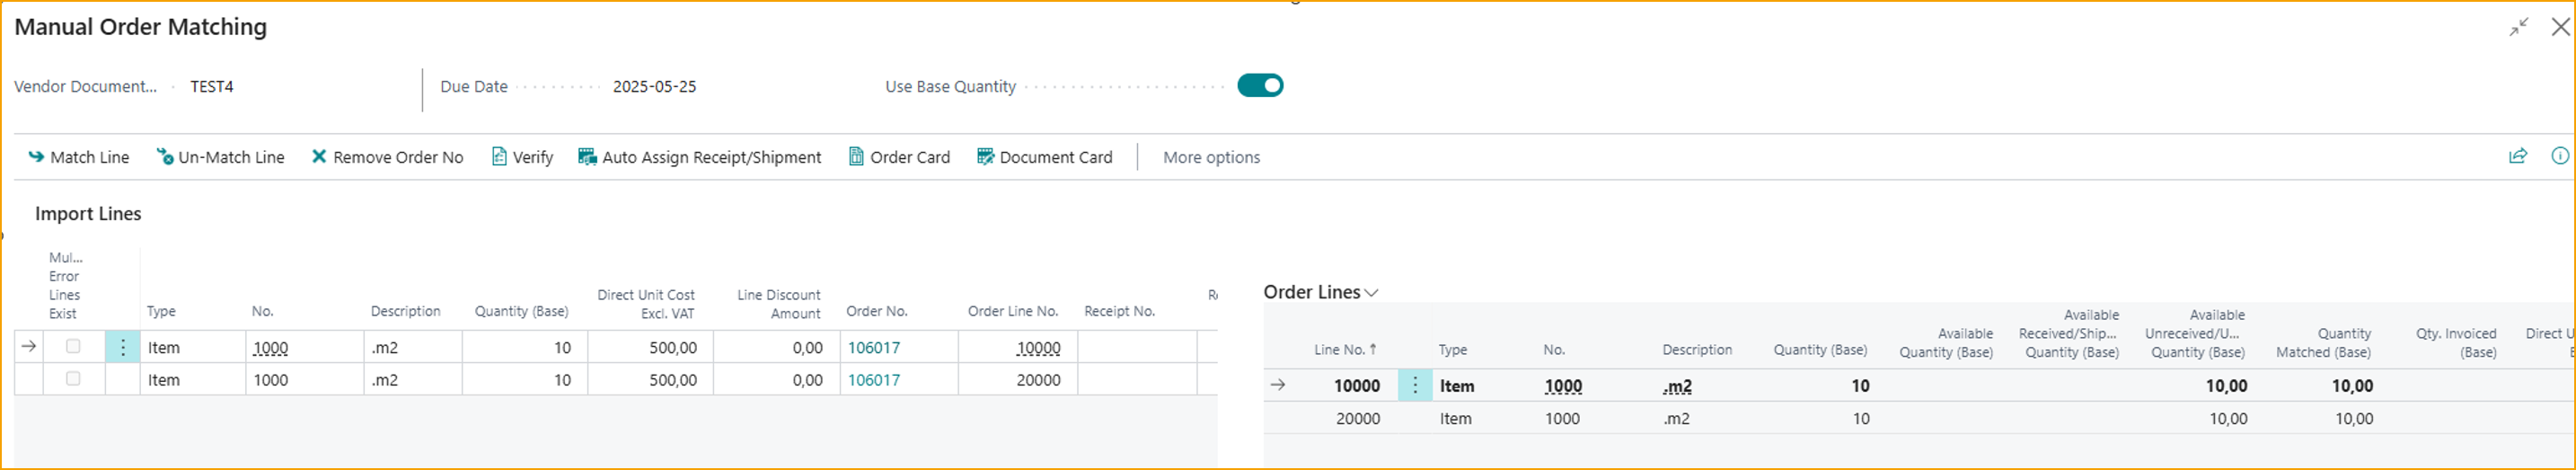 Manual Order Matching
Vendor Document... TEST4 Due Date 2025-05-25 Use Base Quantity
Match Line Un-Match Line Remove Order No Verify Auto Assign Receipt/Shipment Order Card Document Card More options
Import Lines
Mul... Error Lines Exist Type No. Description Quantity (Base) Direct Unit Cost Excl. VAT Line Discount Amount Order No. Order Line No. Receipt No.
Item 1000 .m2 10 500,00 0,00 106017 10000
Item 1000 .m2 10 500,00 0,00 106017 20000
Order Lines
Line No. ↑ Type No. Description Quantity (Base) Available Quantity (Base) Available Received/Ship... Quantity (Base) Available Unreceived/U... Quantity (Base) Quantity Matched (Base) Qty. Invoiced (Base) Direct U
10000 Item 1000 .m2 10 10,00 10,00
20000 Item 1000 .m2 10 10,00 10,00